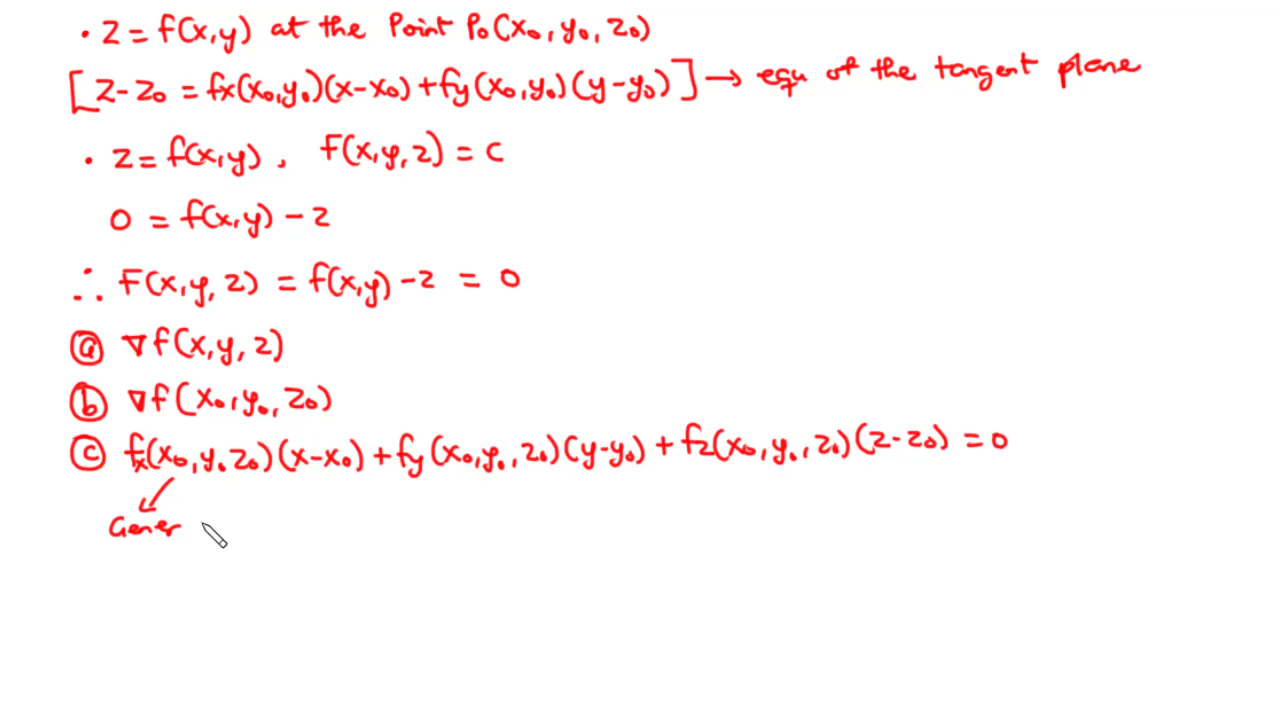 • z = f(x,y) at the Point P₀(x₀,y₀,z₀)
[z-z₀ = fx(x₀,y₀)(x-x₀)+fy(x₀,y₀)(y-y₀)] → equ of the tangent plane
• z = f(x,y), F(x,y,z) = c
0 = f(x,y) - z
∴ F(x,y,z) = f(x,y) - z = 0
ⓐ ∇f(x,y,z)
ⓑ ∇f(x₀,y₀,z₀)
ⓒ fx(x₀,y₀z₀)(x-x₀)+fy(x₀,y₀,z₀)(y-y₀)+fz(x₀,y₀,z₀)(z-z₀) = 0
Gener